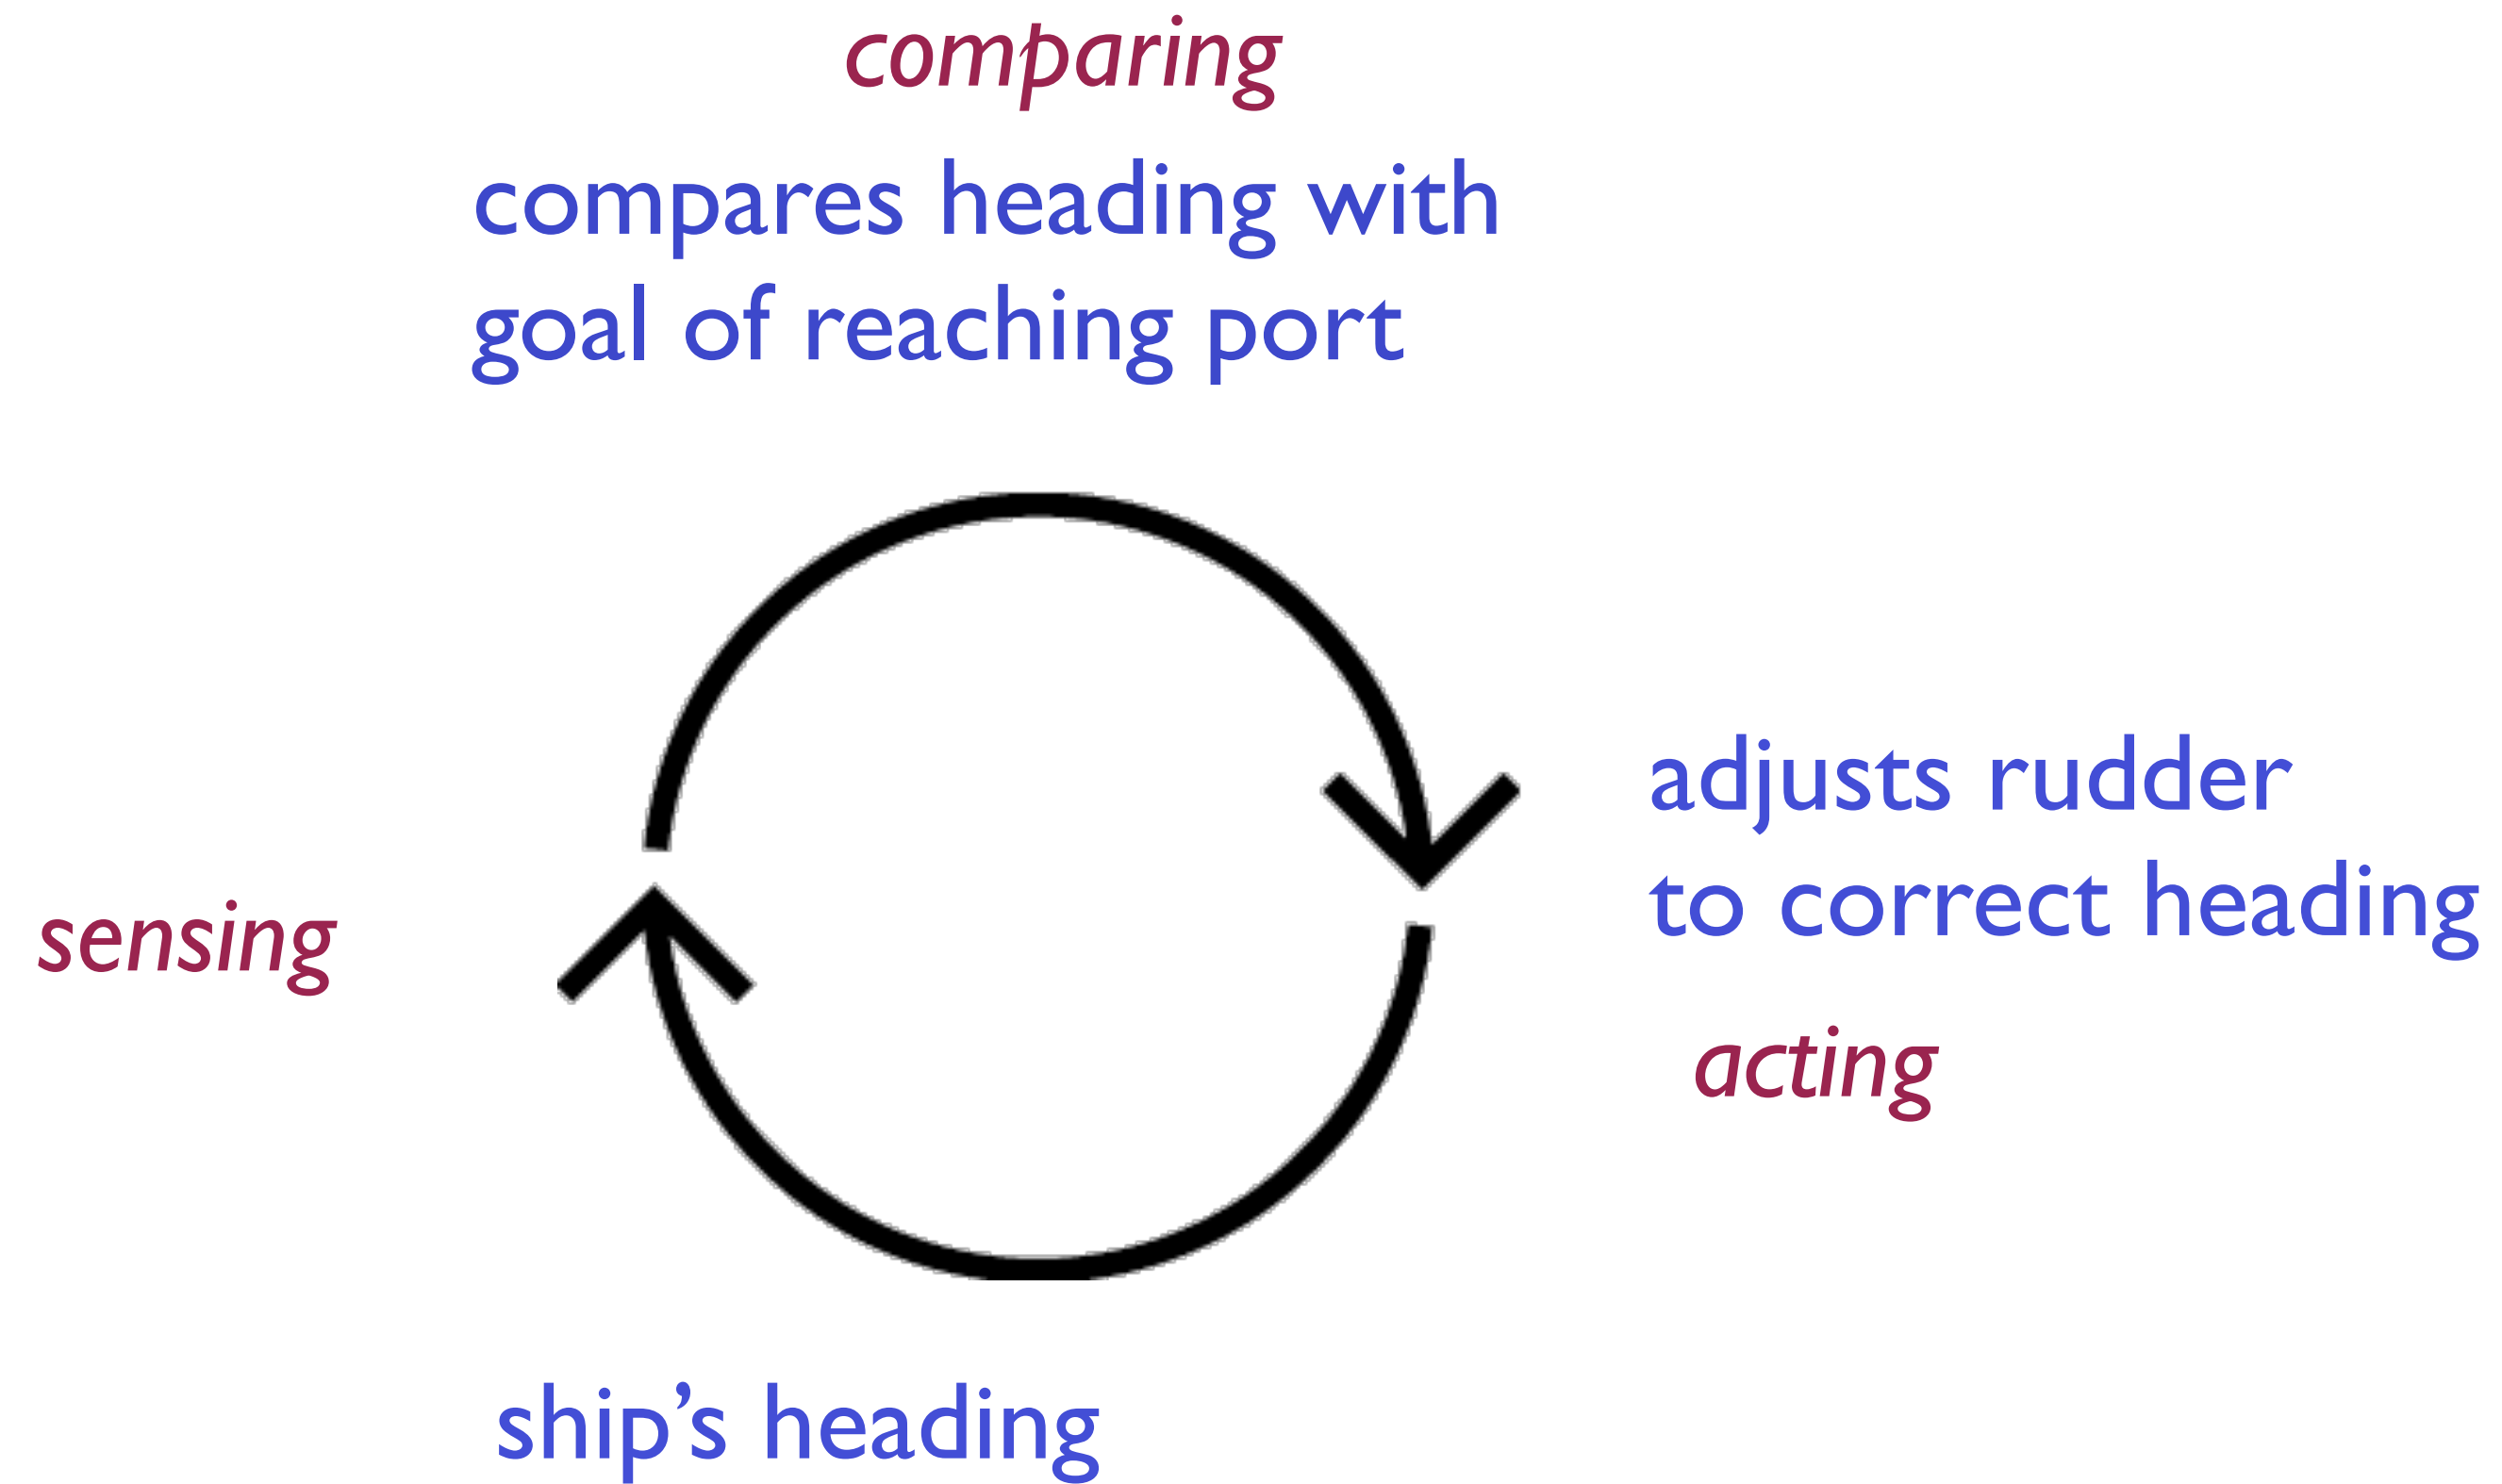 comparing
compares heading with
goal of reaching port
adjusts rudder
to correct heading
sensing
acting
ship’s heading